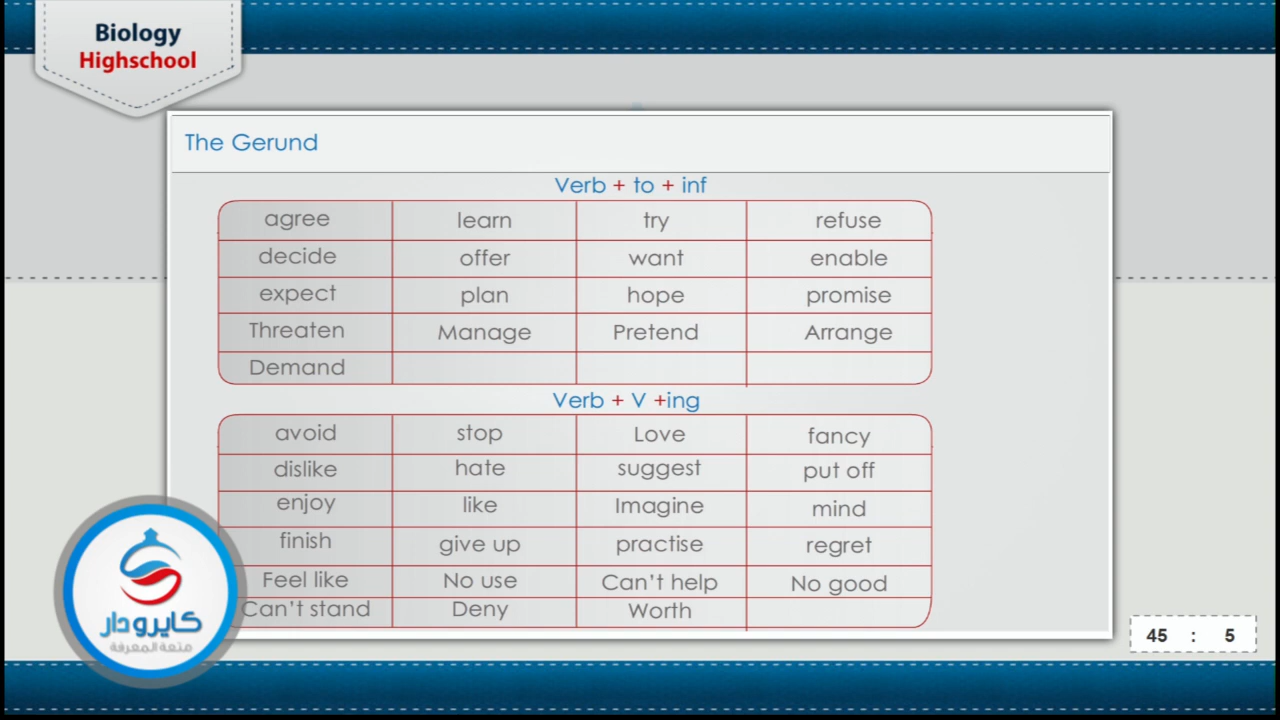 Biology
Highschool
The Gerund
Verb + to + inf
agree learn try refuse
decide offer want enable
expect plan hope promise
Threaten Manage Pretend Arrange
Demand
Verb + V +ing
avoid stop Love fancy
dislike hate suggest put off
enjoy like Imagine mind
finish give up practise regret
Feel like No use Can't help No good
Can't stand Deny Worth
كايرودار
متعة المعرفة
45 : 5